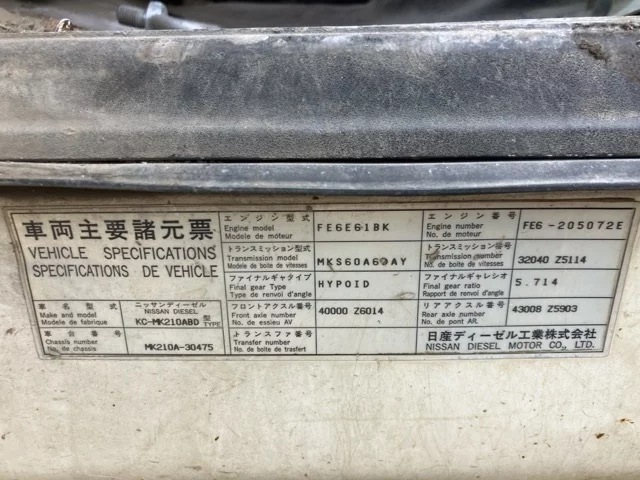 車両主要諸元票
VEHICLE SPECIFICATIONS
SPECIFICATIONS DE VEHICLE
Make and model
Modèle de fabrique
車名型式
ニッサンディーゼル
NISSAN DIESEL
KC-MK210ABD 型 TYPE
車台番号
Chassis number
No. de chassis
MK210A-30475
エンジン型式
Engine model
Modèle de moteur
FE6E61BK
エンジン番号
Engine number
No. de moteur
FE6-205072E
トランスミッション型式
Transmission model
Modèle de boîte de vitesses
MKS60A60AY
トランスミッション番号
Transmission number
No. de boîte de vitesses
32040 Z5114
ファイナルギヤタイプ
Final gear Type
Type de renvoi d'angle
HYPOID
ファイナルギャレシオ
Final gear ratio
Rapport de renvoi d'angle
5.714
フロントアクスル番号
Front axle number
No. de essieu AV
40000 Z6014
リヤアクスル番号
Rear axle number
No. de pont AR.
43008 Z5903
トランスファ番号
Transfer number
No. de boîte de trasfert
日産ディーゼル工業株式会社
NISSAN DIESEL MOTOR CO., LTD.